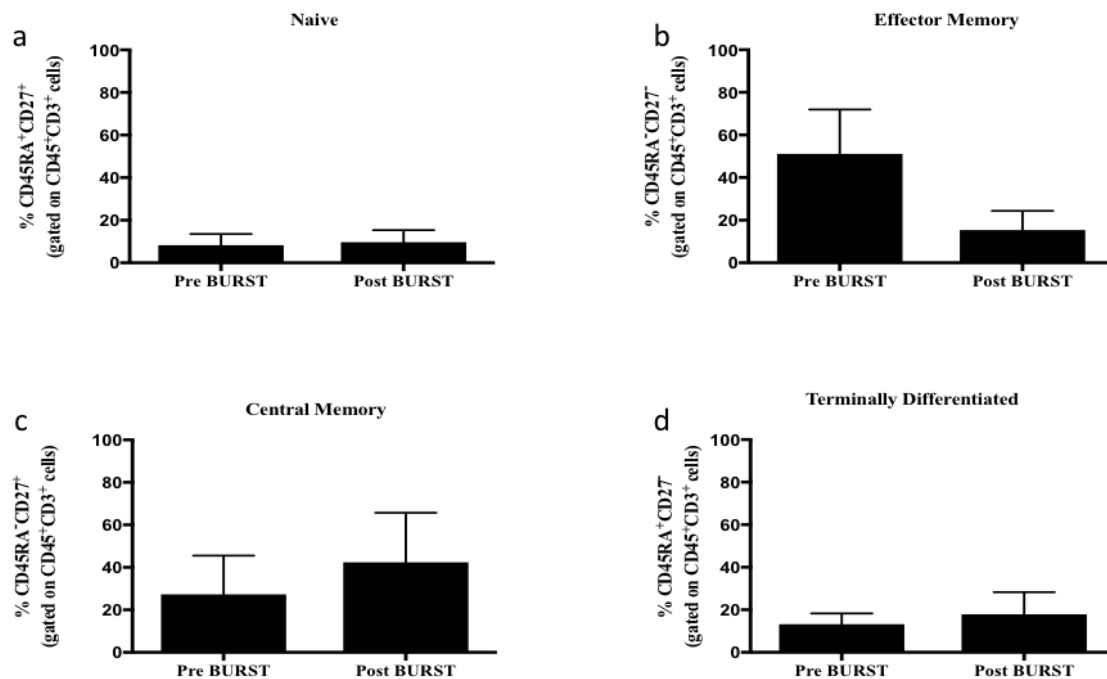 a
Naive
% CD45RA⁺CD27⁺
(gated on CD45⁺CD3⁺ cells)
100
80
60
40
20
0
Pre BURST
Post BURST
b
Effector Memory
% CD45RA⁻CD27⁻
(gated on CD45⁺CD3⁺ cells)
100
80
60
40
20
0
Pre BURST
Post BURST
c
Central Memory
% CD45RA⁻CD27⁺
(gated on CD45⁺CD3⁺ cells)
100
80
60
40
20
0
Pre BURST
Post BURST
d
Terminally Differentiated
% CD45RA⁺CD27⁻
(gated on CD45⁺CD3⁺ cells)
100
80
60
40
20
0
Pre BURST
Post BURST